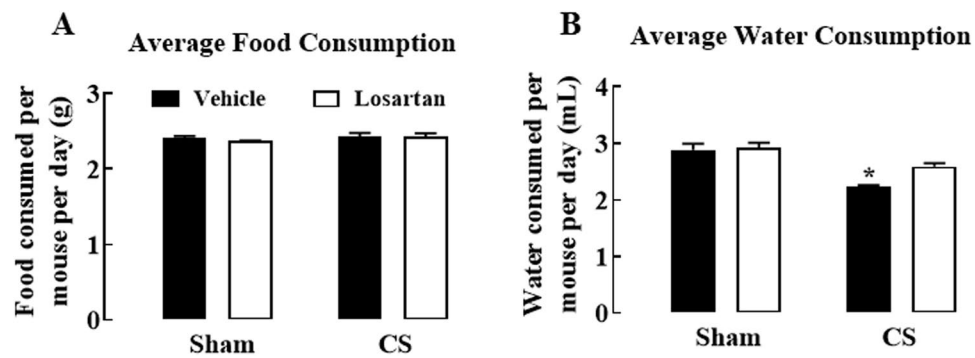 A
Average Food Consumption
Food consumed per
mouse per day (g)
3
2
1
0
Vehicle
Losartan
Sham
CS
B
Average Water Consumption
Water consumed per
mouse per day (mL)
4
3
2
1
0
*
Sham
CS